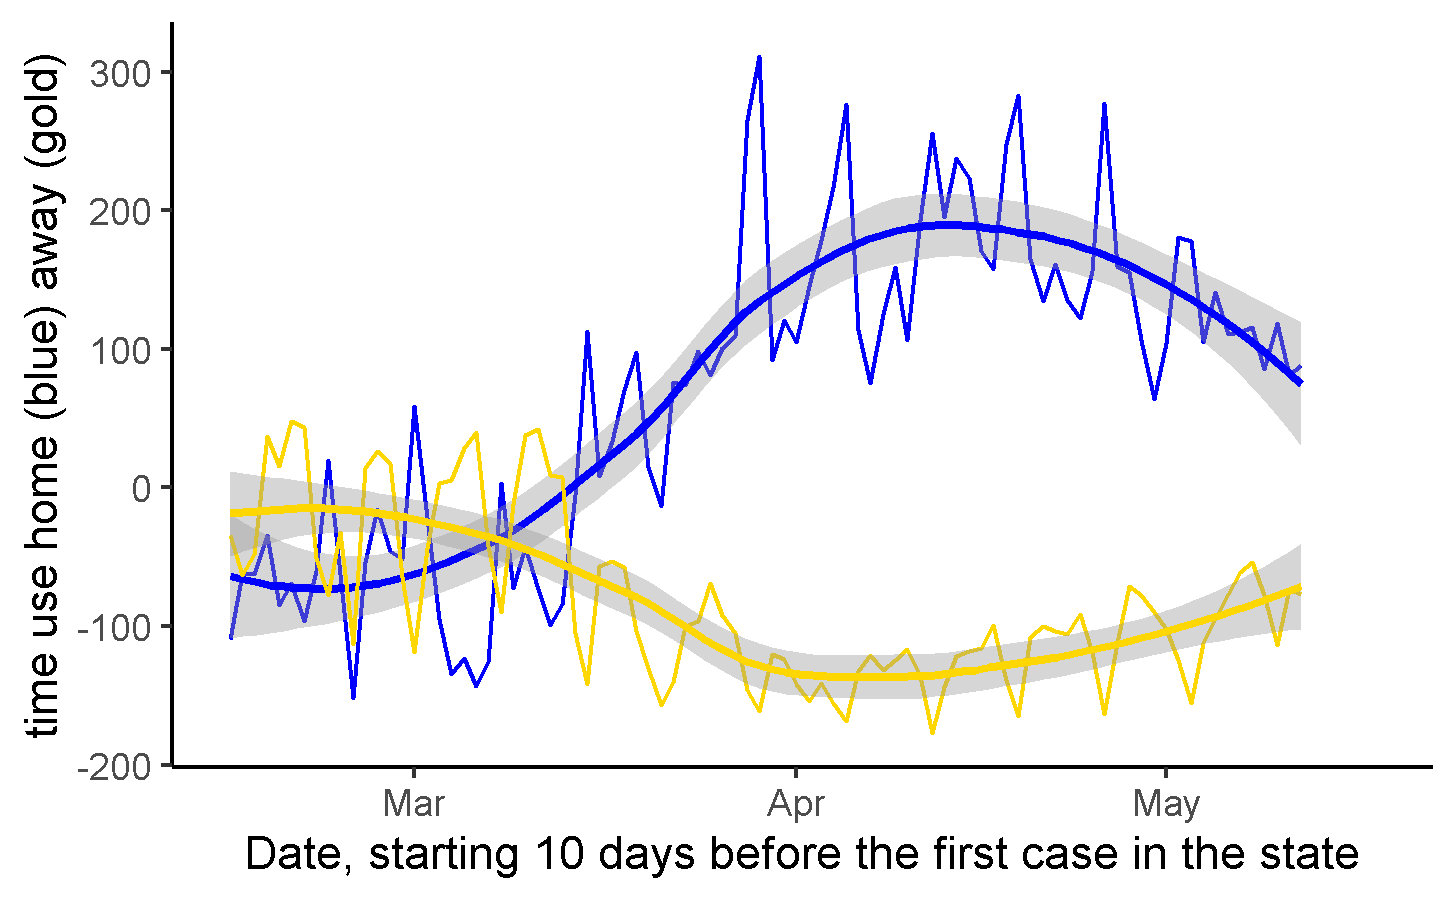 time use home (blue) away (gold)
300
200
100
0
-100
-200
Mar Apr May
Date, starting 10 days before the first case in the state